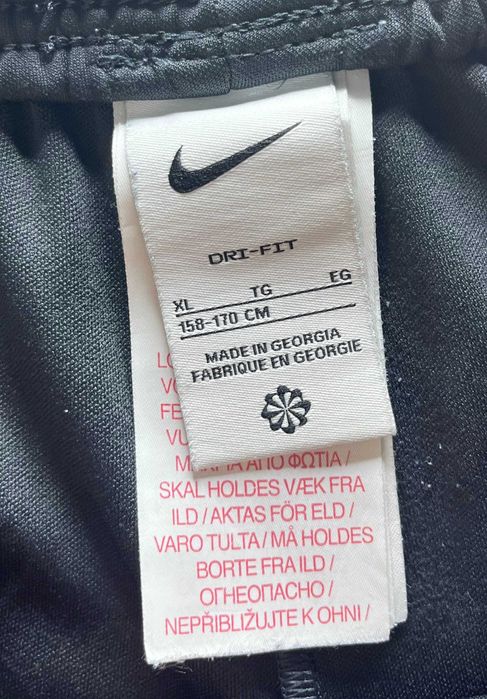 DRI-FIT
XL TG EG
158-170 CM
MADE IN GEORGIA
FABRIQUE EN GEORGIE
ΑΠΟ ΦΩΤΙΑ /
SKAL HOLDES VÆK FRA
ILD / AKTAS FÖR ELD /
VARO TULTA / MÅ HOLDES
BORTE FRA ILD /
ОГНЕОПАСНО /
NEPŘIBLIŽUJTE K OHNI /